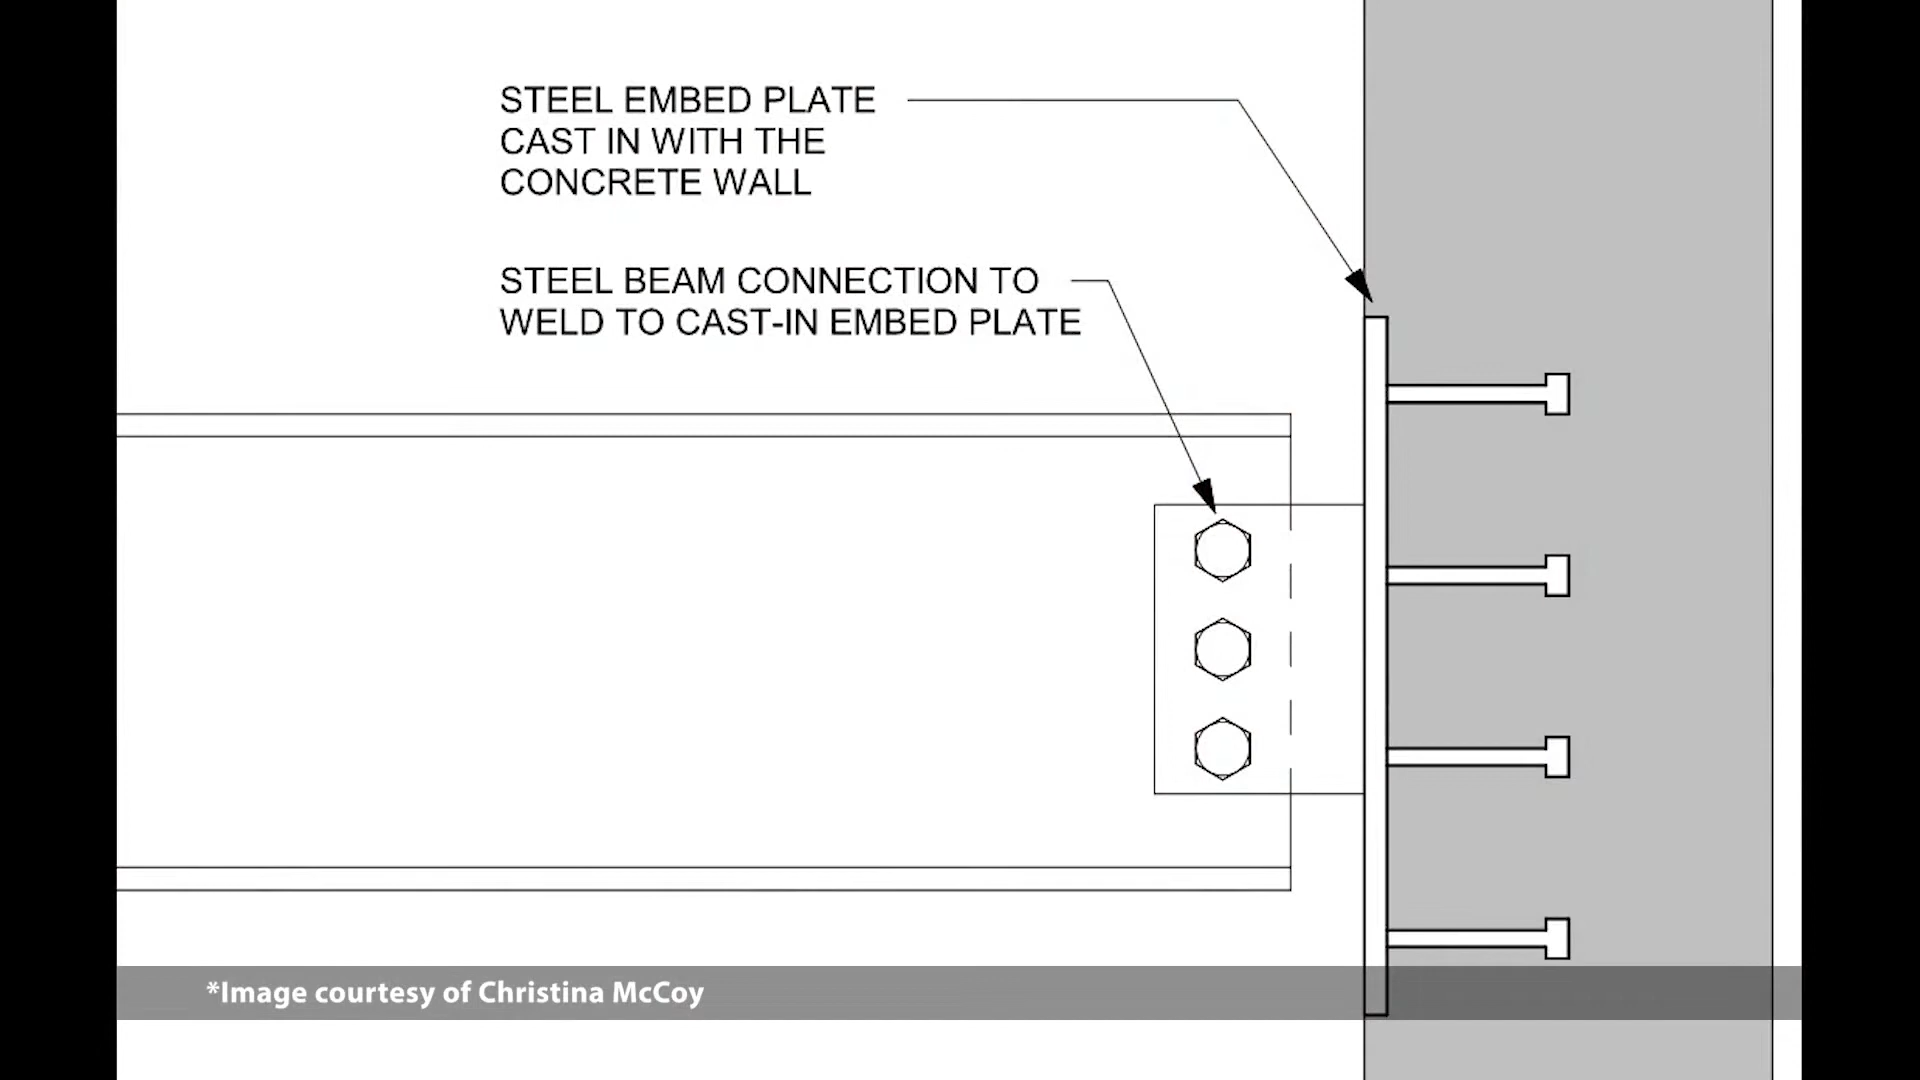 STEEL EMBED PLATE
CAST IN WITH THE
CONCRETE WALL
STEEL BEAM CONNECTION TO
WELD TO CAST-IN EMBED PLATE
*Image courtesy of Christina McCoy